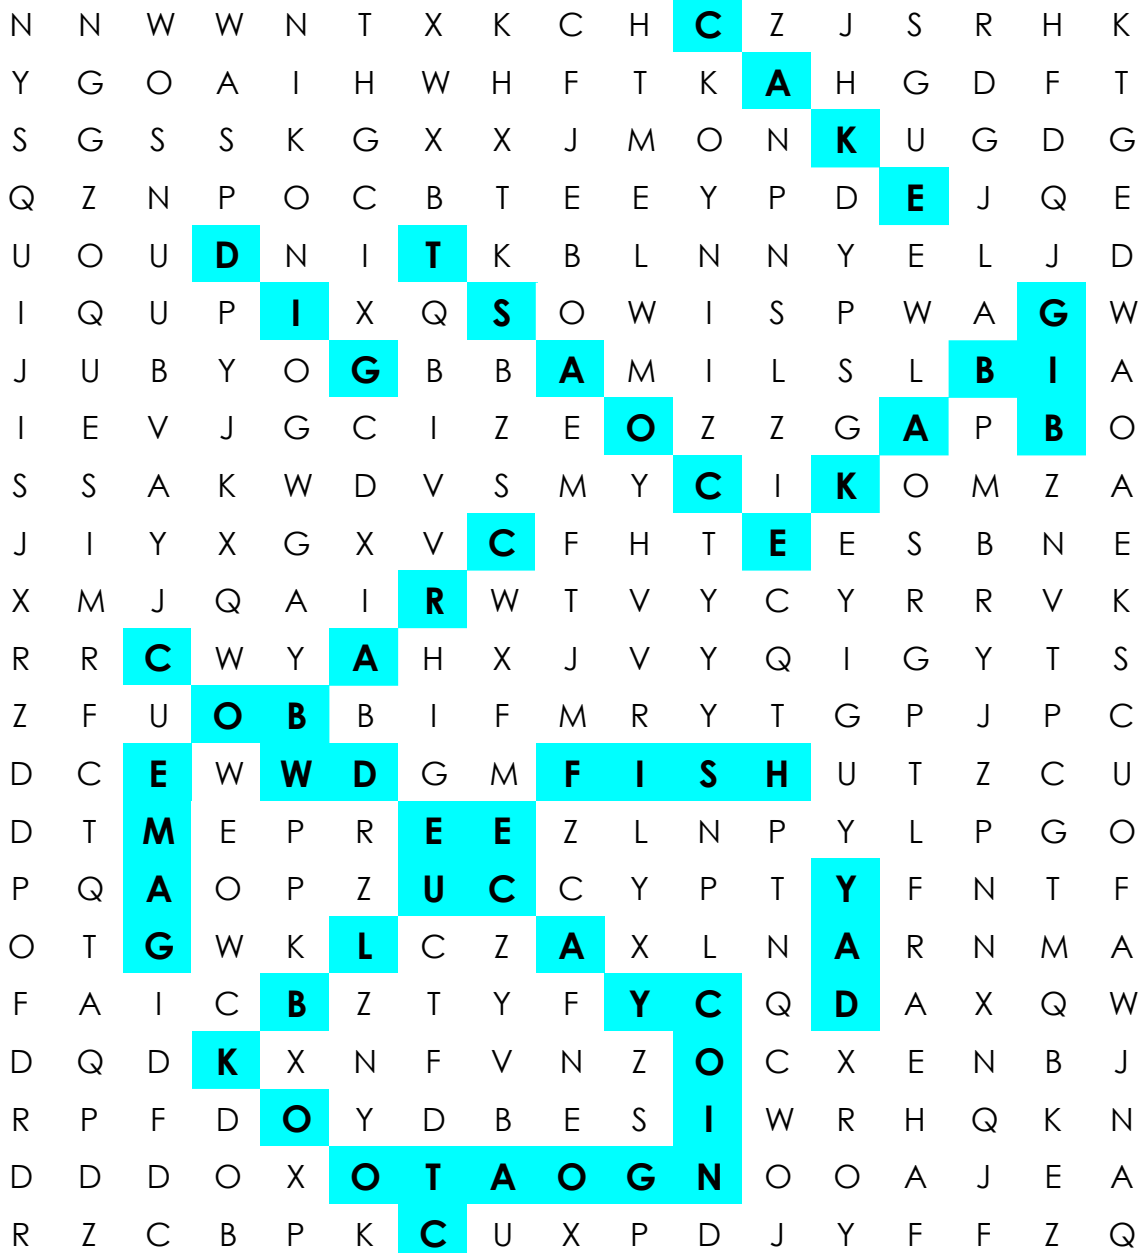 N N W W N T X K C H C Z J S R H K
Y G O A I H W H F T K A H G D F T
S G S S K G X X J M O N K U G D G
Q Z N P O C B T E E Y P D E J Q E
U O U D N I T K B L N N Y E L J D
I Q U P I X Q S O W I S P W A G W
J U B Y O G B B A M I L S L B I A
I E V J G C I Z E O Z Z G A P B O
S S A K W D V S M Y C I K O M Z A
J I Y X G X V C F H T E E S B N E
X M J Q A I R W T V Y C Y R R V K
R R C W Y A H X J V Y Q I G Y T S
Z F U O B B I F M R Y T G P J P C
D C E W W D G M F I S H U T Z C U
D T M E P R E E Z L N P Y L P G O
P Q A O P Z U C C Y P T Y F N T F
O T G W K L C Z A X L N A R N M A
F A I C B Z T Y F Y C Q D A X Q W
D Q D K X N F V N Z O C X E N B J
R P F D O Y D B E S I W R H Q K N
D D D O X O T A O G N O O A J E A
R Z C B P K C U X P D J Y F F Z Q